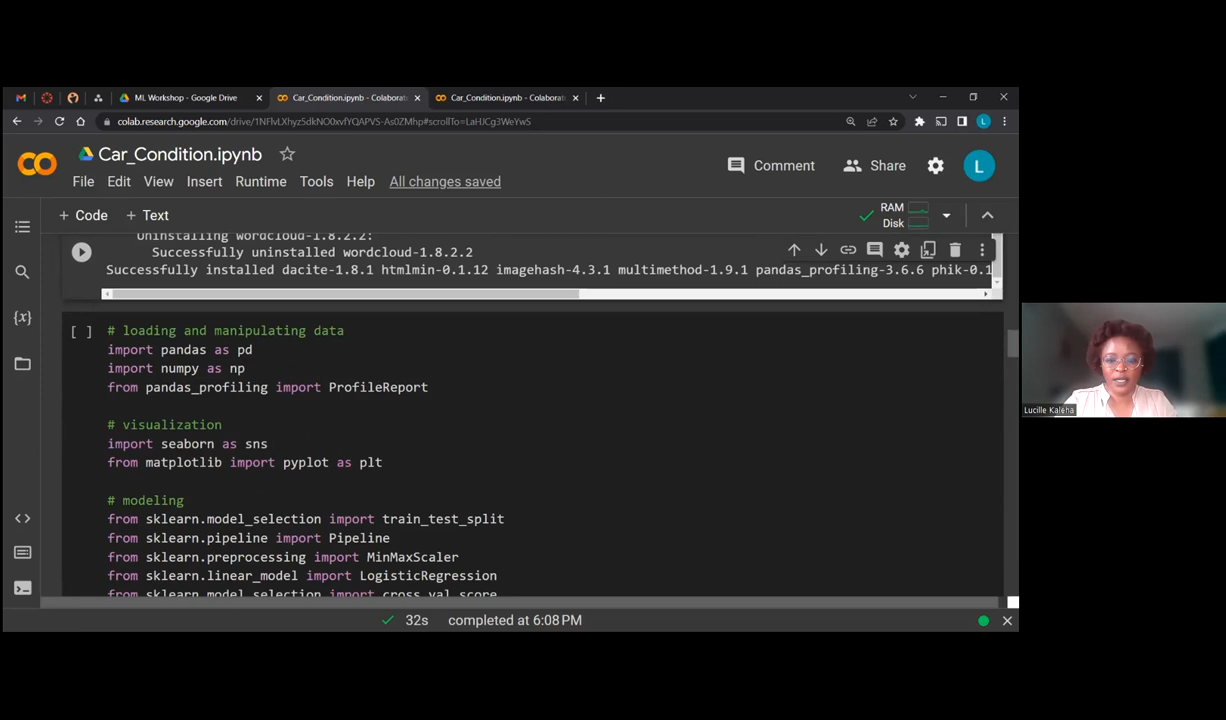 ML Workshop - Google Drive
Car_Condition.ipynb - Colaborat
Car_Condition.ipynb - Colaborat
colab.research.google.com/drive/1NFlvLXhyz5dkNO0xvfYQAPVS-As0ZMhp#scrollTo=LaHJCg3WeYwS
Car_Condition.ipynb
Comment
Share
L
File Edit View Insert Runtime Tools Help All changes saved
+ Code + Text
RAM
Disk
Uninstalling wordcloud-1.8.2.2:
Successfully uninstalled wordcloud-1.8.2.2
Successfully installed dacite-1.8.1 htmlmin-0.1.12 imagehash-4.3.1 multimethod-1.9.1 pandas_profiling-3.6.6 phik-0.1
[ ] # loading and manipulating data
import pandas as pd
import numpy as np
from pandas_profiling import ProfileReport
# visualization
import seaborn as sns
from matplotlib import pyplot as plt
# modeling
from sklearn.model_selection import train_test_split
from sklearn.pipeline import Pipeline
from sklearn.preprocessing import MinMaxScaler
from sklearn.linear_model import LogisticRegression
from sklearn.model_selection import cross_val_score
32s completed at 6:08 PM
Lucille Kaleha